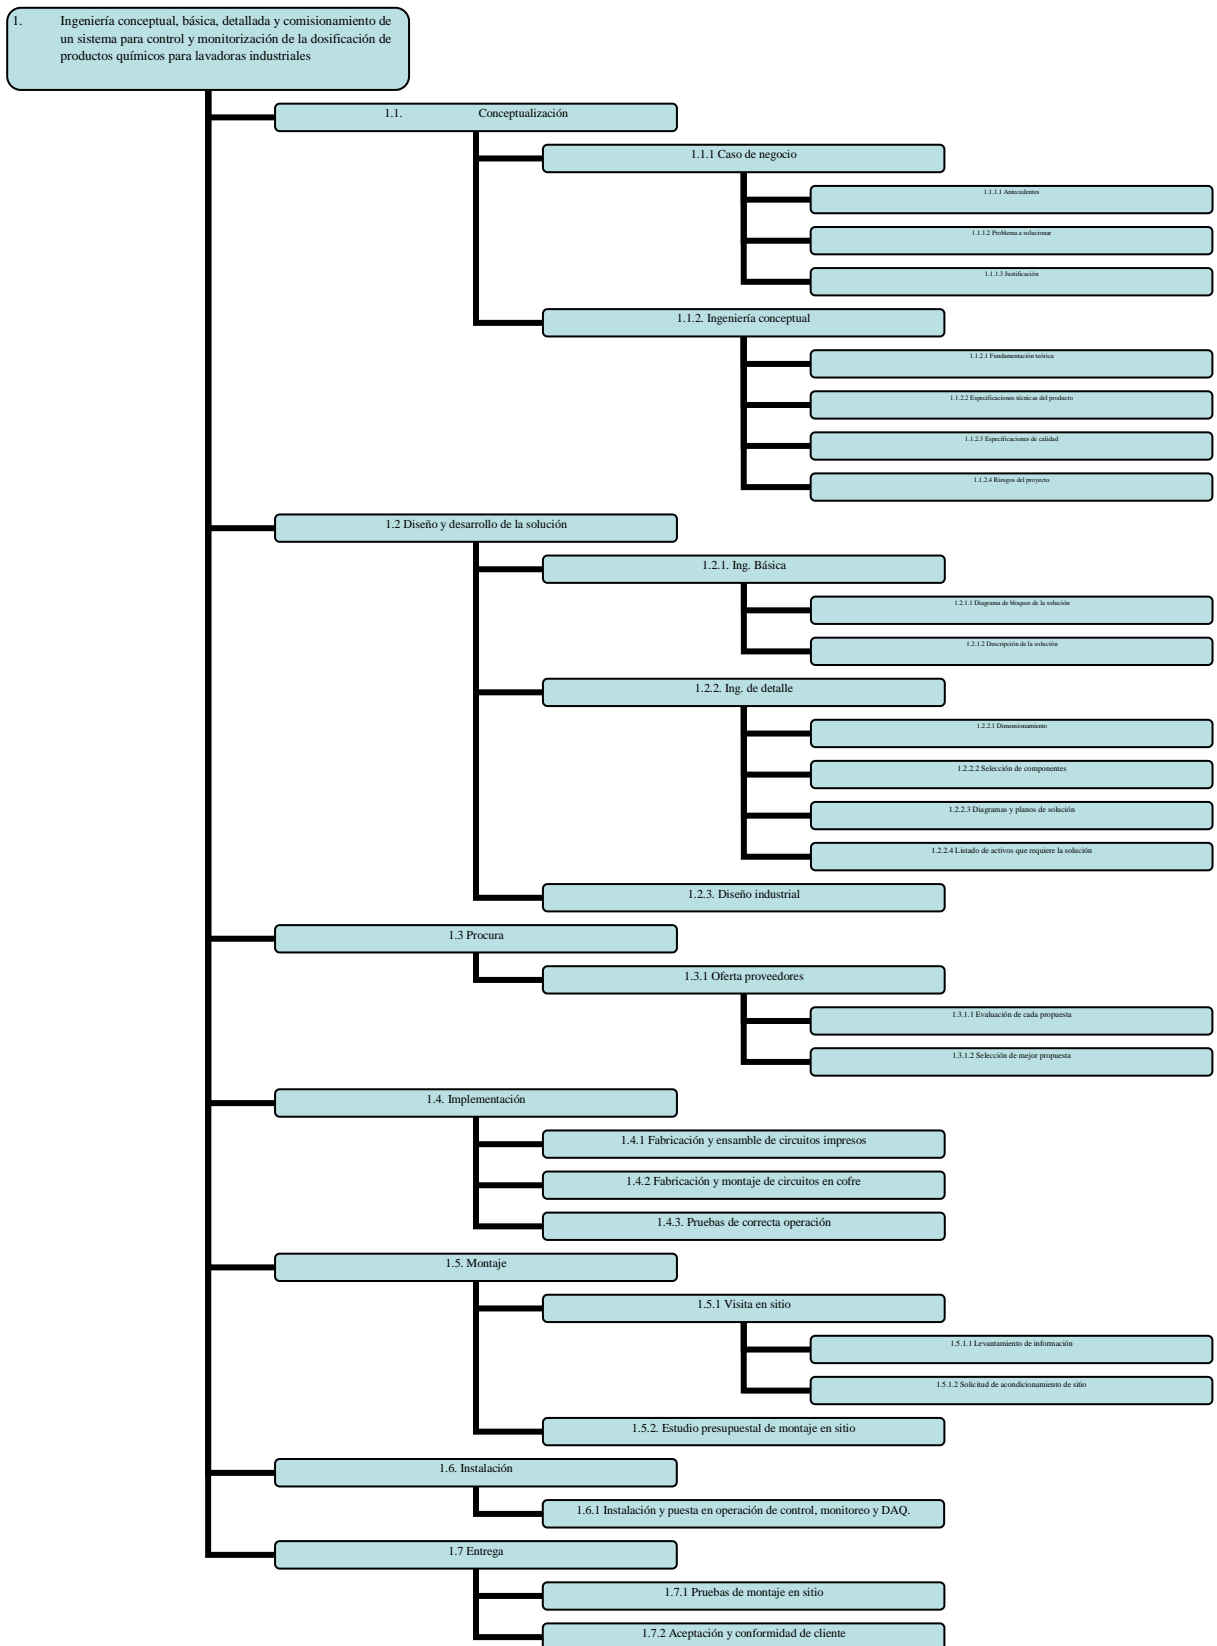 1. Ingeniería conceptual, básica, detallada y comisionamiento de
un sistema para control y monitorización de la dosificación de
productos químicos para lavadoras industriales
1.1. Conceptualización
1.1.1 Caso de negocio
1.1.1.1 Antecedentes
1.1.1.2 Problema a solucionar
1.1.1.3 Justificación
1.1.2. Ingeniería conceptual
1.1.2.1 Fundamentación teórica
1.1.2.2 Especificaciones técnicas del producto
1.1.2.3 Especificaciones de calidad
1.1.2.4 Riesgos del proyecto
1.2 Diseño y desarrollo de la solución
1.2.1. Ing. Básica
1.2.1.1 Diagrama de bloques de la solución
1.2.1.2 Descripción de la solución
1.2.2. Ing. de detalle
1.2.2.1 Dimensionamiento
1.2.2.2 Selección de componentes
1.2.2.3 Diagramas y planos de solución
1.2.2.4 Listado de activos que requiere la solución
1.2.3. Diseño industrial
1.3 Procura
1.3.1 Oferta proveedores
1.3.1.1 Evaluación de cada propuesta
1.3.1.2 Selección de mejor propuesta
1.4. Implementación
1.4.1 Fabricación y ensamble de circuitos impresos
1.4.2 Fabricación y montaje de circuitos en cofre
1.4.3. Pruebas de correcta operación
1.5. Montaje
1.5.1 Visita en sitio
1.5.1.1 Levantamiento de información
1.5.1.2 Solicitud de acondicionamiento de sitio
1.5.2. Estudio presupuestal de montaje en sitio
1.6. Instalación
1.6.1 Instalación y puesta en operación de control, monitoreo y DAQ.
1.7 Entrega
1.7.1 Pruebas de montaje en sitio
1.7.2 Aceptación y conformidad de cliente